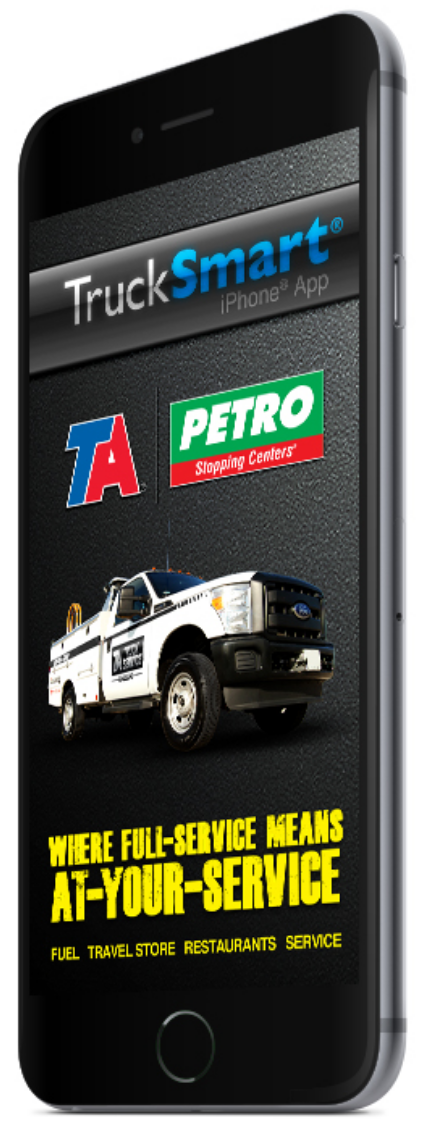 TruckSmart®
iPhone® App
TA
PETRO
Stopping Centers®
Ford
WHERE FULL-SERVICE MEANS
AT-YOUR-SERVICE
FUEL TRAVEL STORE RESTAURANTS SERVICE